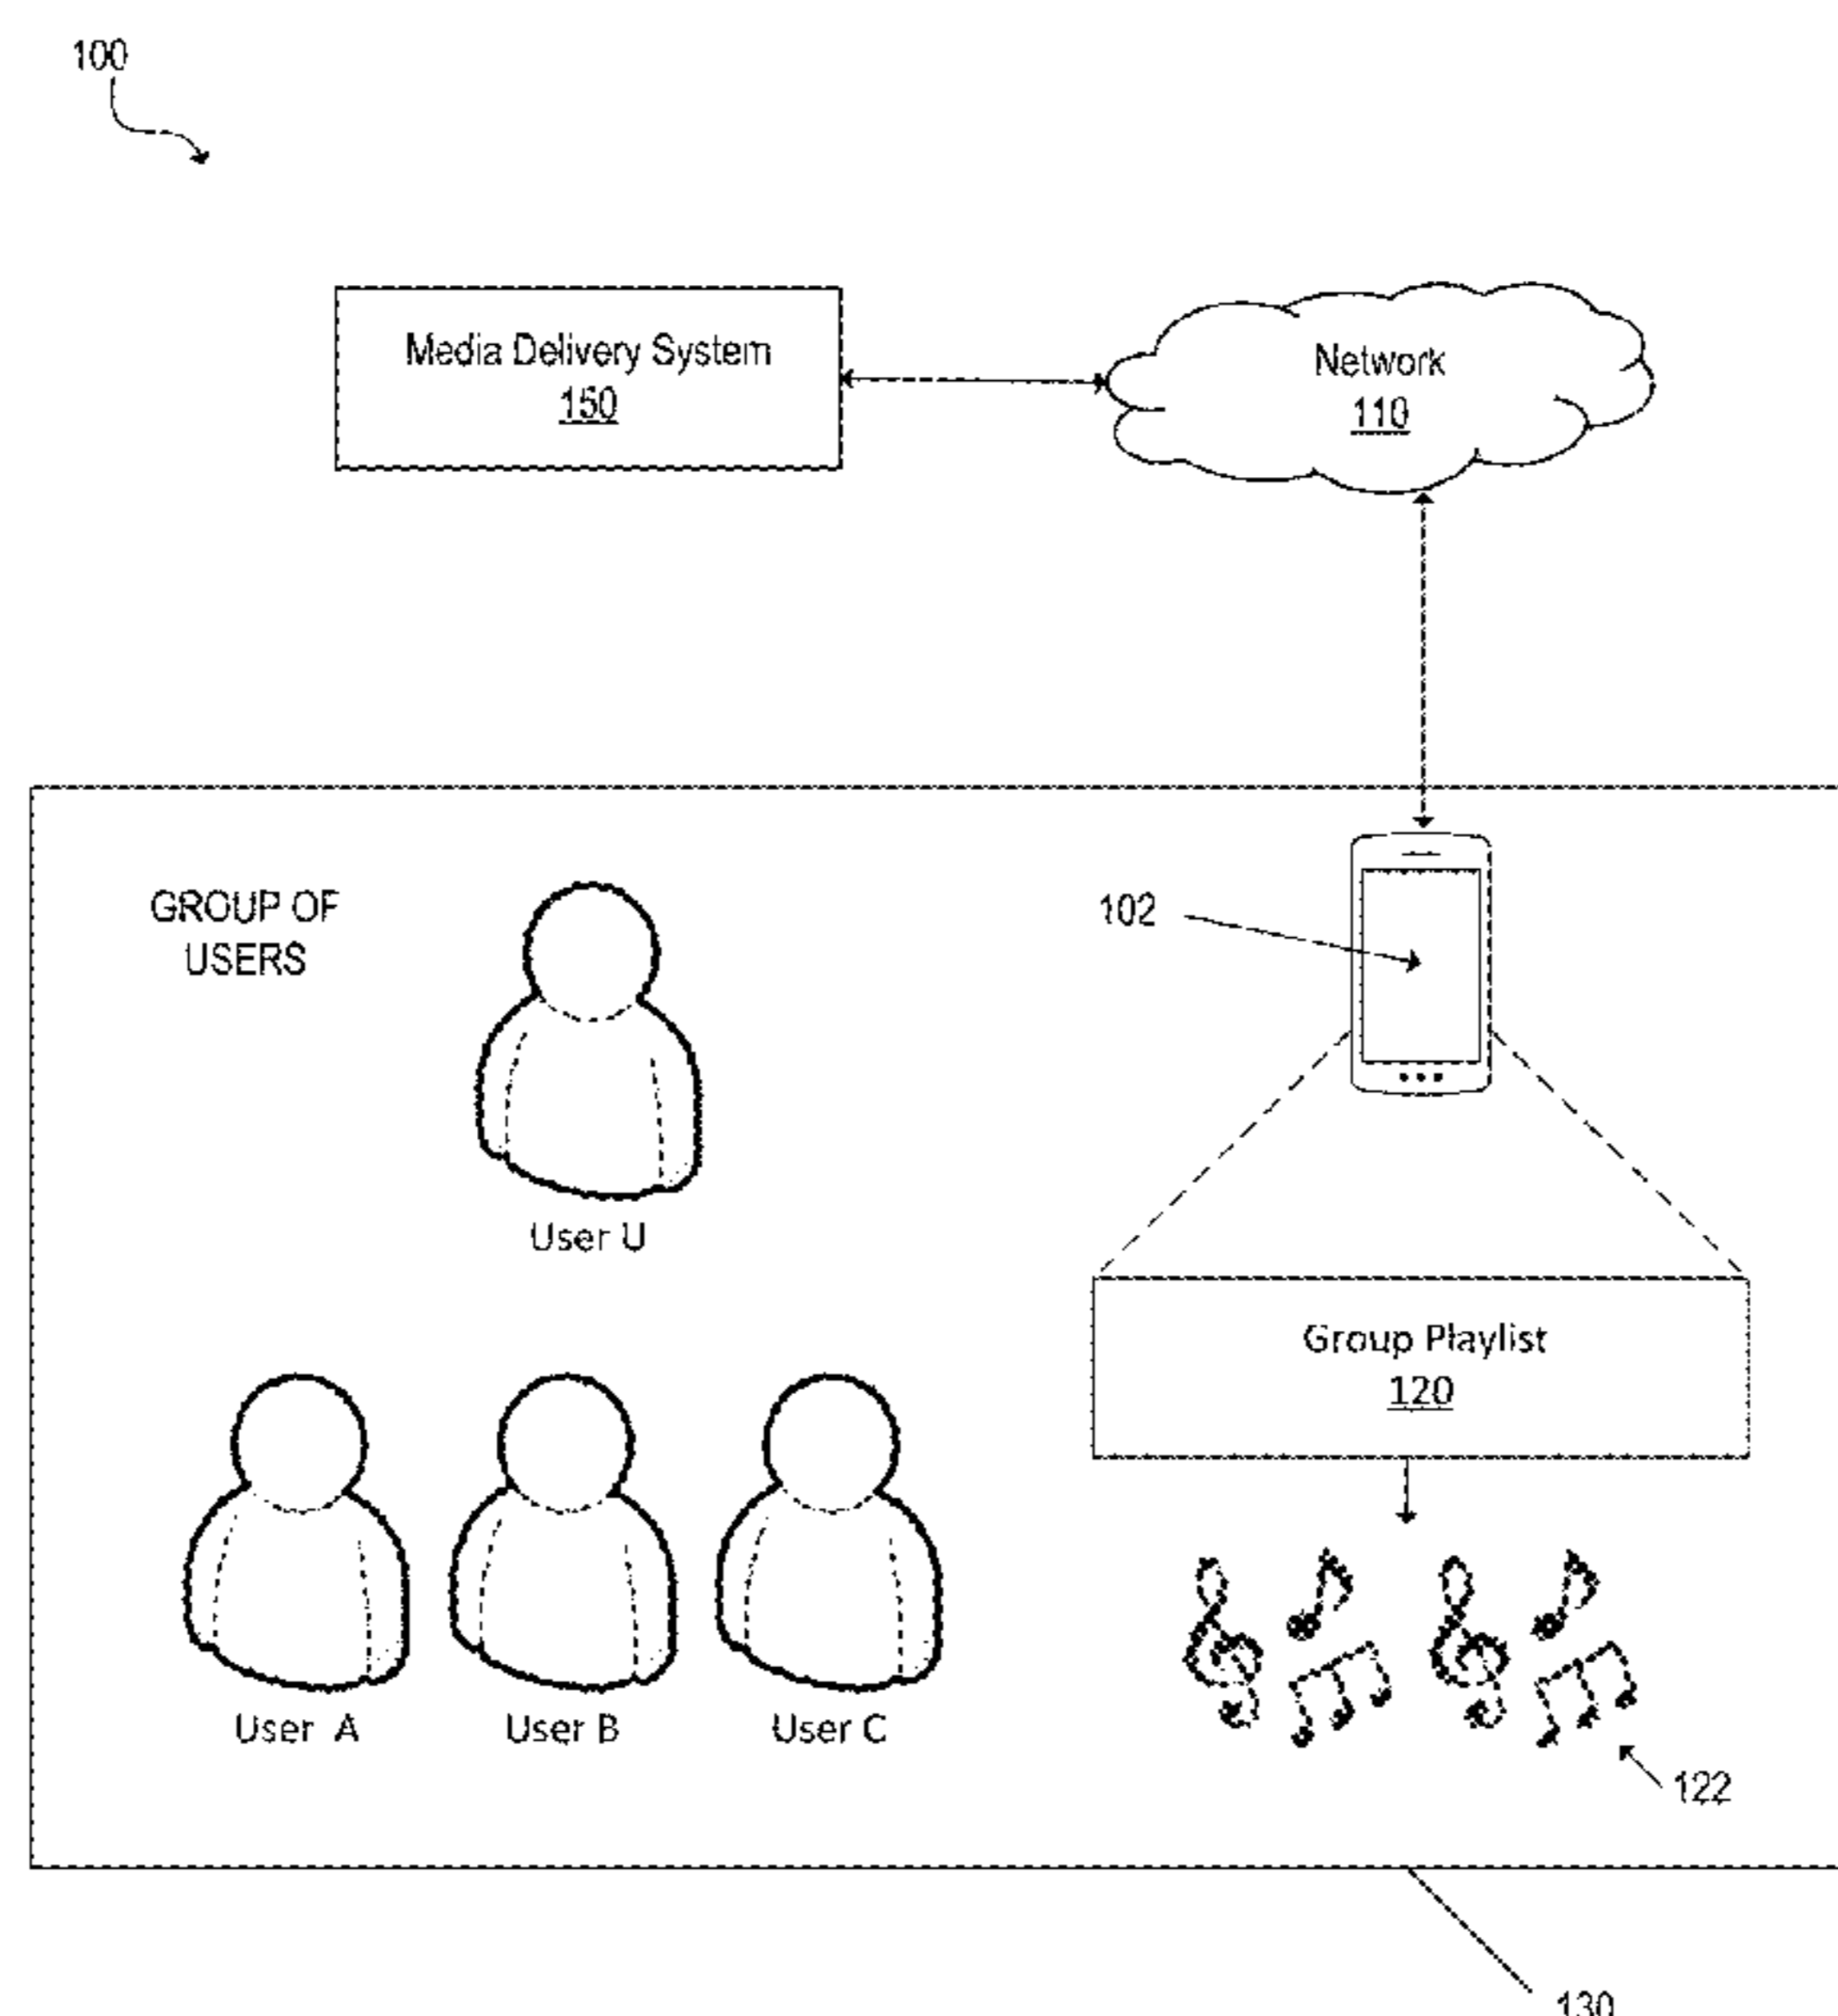 100
Media Delivery System
150
Network
110
GROUP OF
USERS
102
User U
Group Playlist
120
User A
User B
User C
122
130